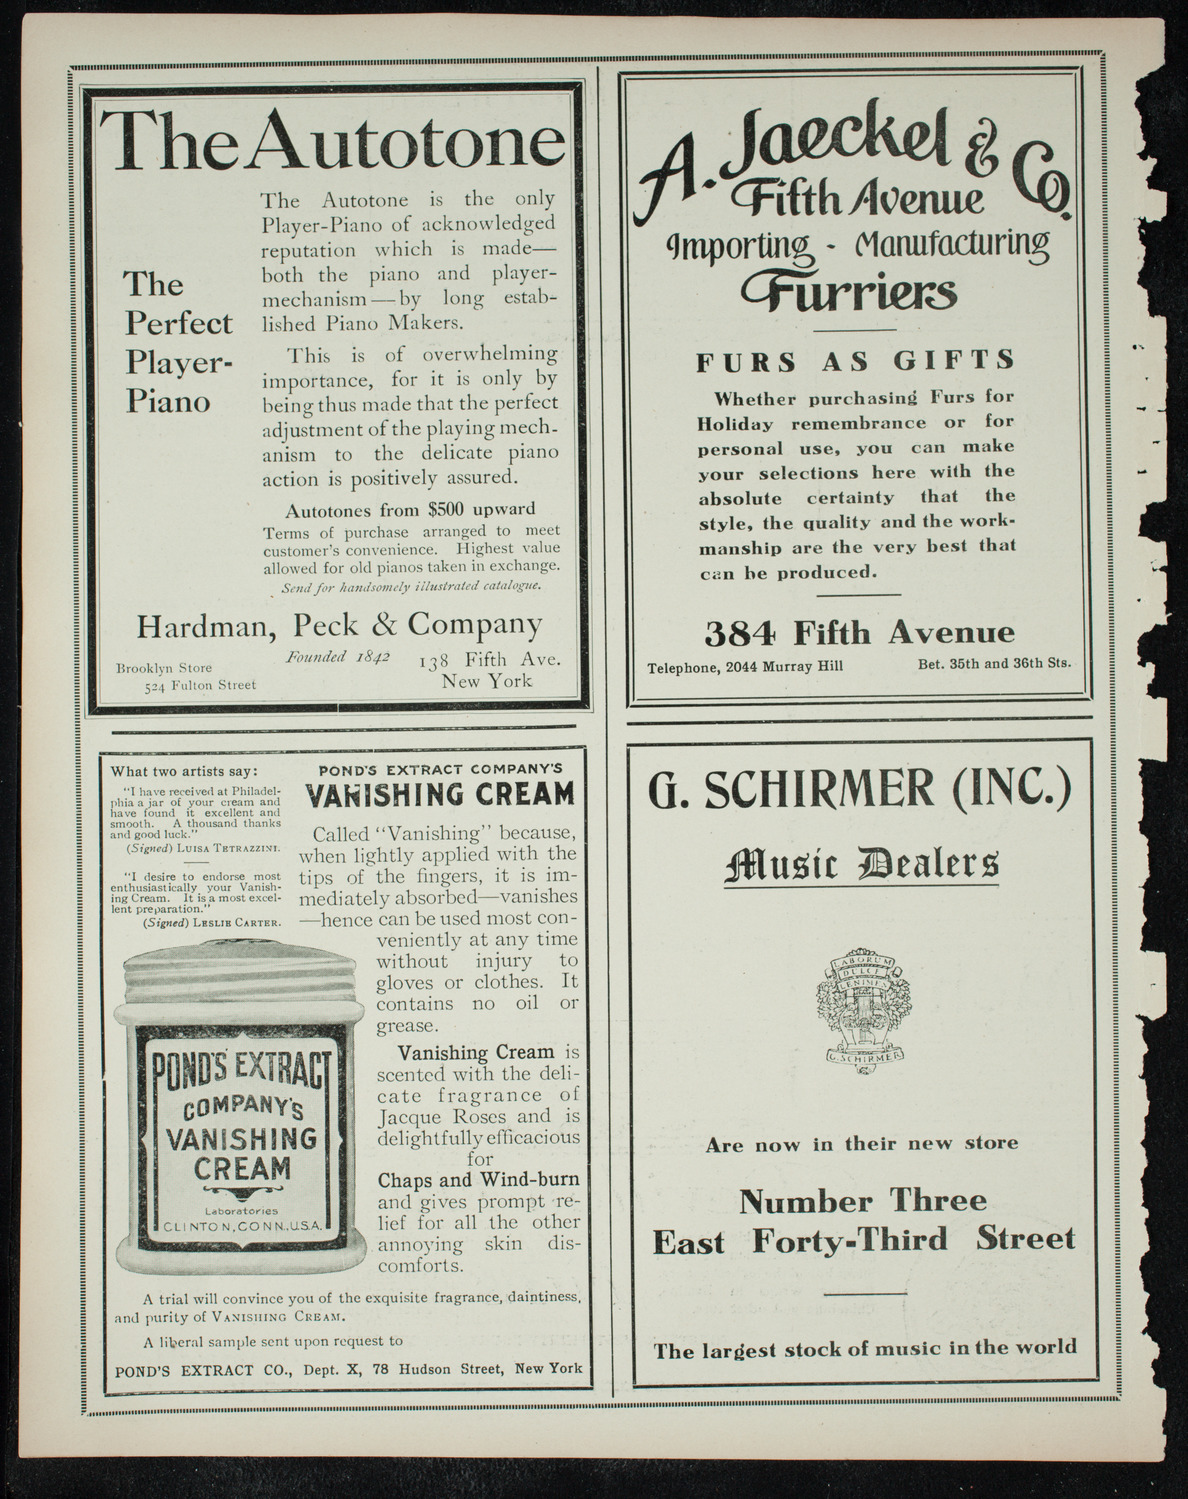 The Autotone
The
Perfect
Player-
Piano
The Autotone is the only
Player-Piano of acknowledged
reputation which is made—
both the piano and player-
mechanism—by long estab-
lished Piano Makers.
This is of overwhelming
importance, for it is only by
being thus made that the perfect
adjustment of the playing mech-
anism to the delicate piano
action is positively assured.
Autotones from $500 upward
Terms of purchase arranged to meet
customer's convenience. Highest value
allowed for old pianos taken in exchange.
Send for handsomely illustrated catalogue.
Hardman, Peck & Company
Founded 1842
Brooklyn Store
524 Fulton Street
138 Fifth Ave.
New York
A. Jaeckel & Co.
Fifth Avenue
Importing - Manufacturing
Furriers
FURS AS GIFTS
Whether purchasing Furs for
Holiday remembrance or for
personal use, you can make
your selections here with the
absolute certainty that the
style, the quality and the work-
manship are the very best that
can be produced.
384 Fifth Avenue
Telephone, 2044 Murray Hill Bet. 35th and 36th Sts.
What two artists say:
"I have received at Philadel-
phia a jar of your cream and
have found it excellent and
smooth. A thousand thanks
and good luck."
(Signed) LUISA TETRAZZINI.
"I desire to endorse most
enthusiastically your Vanish-
ing Cream. It is a most excel-
lent preparation."
(Signed) LESLIE CARTER.
POND'S EXTRACT COMPANY'S
VANISHING CREAM
Called "Vanishing" because,
when lightly applied with the
tips of the fingers, it is im-
mediately absorbed—vanishes
—hence can be used most con-
veniently at any time
without injury to
gloves or clothes. It
contains no oil or
grease.
Vanishing Cream is
scented with the deli-
cate fragrance of
Jacque Roses and is
delightfully efficacious
for
Chaps and Wind-burn
and gives prompt re-
lief for all the other
annoying skin dis-
comforts.
POND'S EXTRACT
COMPANY'S
VANISHING
CREAM
Laboratories
CLINTON, CONN., U.S.A.
A trial will convince you of the exquisite fragrance, daintiness,
and purity of VANISHING CREAM.
A liberal sample sent upon request to
POND'S EXTRACT CO., Dept. X, 78 Hudson Street, New York
G. SCHIRMER (INC.)
Music Dealers
LABORUM
DULCE
LENIMEN
G. SCHIRMER
Are now in their new store
Number Three
East Forty-Third Street
The largest stock of music in the world